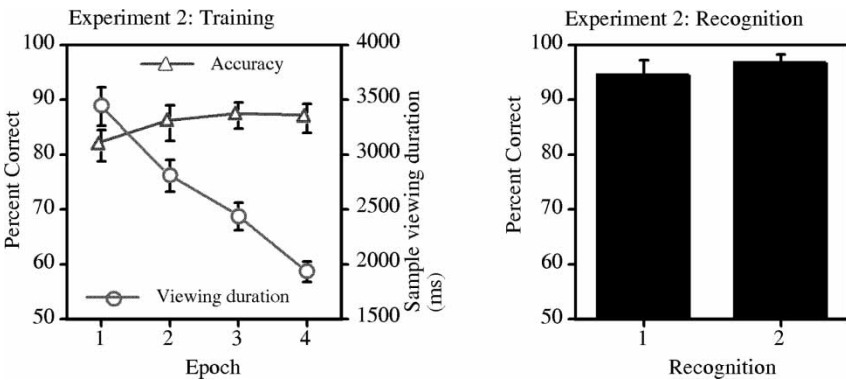 Experiment 2: Training
100
90
80
70
60
50
Percent Correct
Accuracy
Viewing duration
4000
3500
3000
2500
2000
1500
Sample viewing duration
(ms)
1 2 3 4
Epoch
Experiment 2: Recognition
100
90
80
70
60
50
Percent Correct
1 2
Recognition